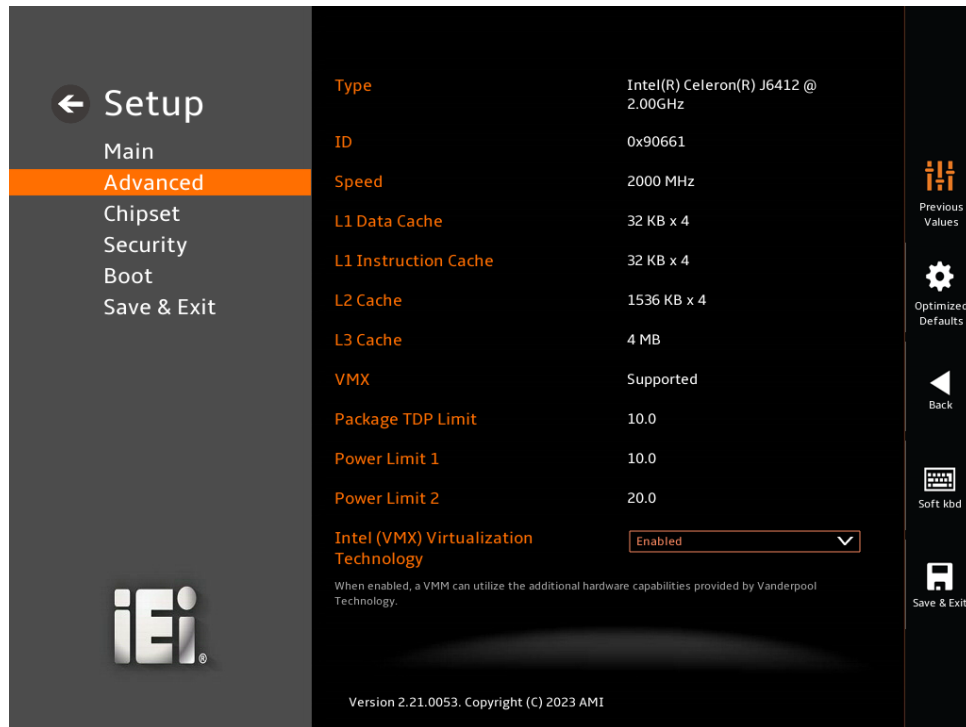 Setup
Main
Advanced
Chipset
Security
Boot
Save & Exit
Type
Intel(R) Celeron(R) J6412 @
2.00GHz
ID
0x90661
Speed
2000 MHz
L1 Data Cache
32 KB x 4
L1 Instruction Cache
32 KB x 4
L2 Cache
1536 KB x 4
L3 Cache
4 MB
VMX
Supported
Package TDP Limit
10.0
Power Limit 1
10.0
Power Limit 2
20.0
Intel (VMX) Virtualization
Technology
Enabled
When enabled, a VMM can utilize the additional hardware capabilities provided by Vanderpool
Technology.
Version 2.21.0053. Copyright (C) 2023 AMI
iEi®
Previous
Values
Optimized
Defaults
Back
Soft kbd
Save & Exit